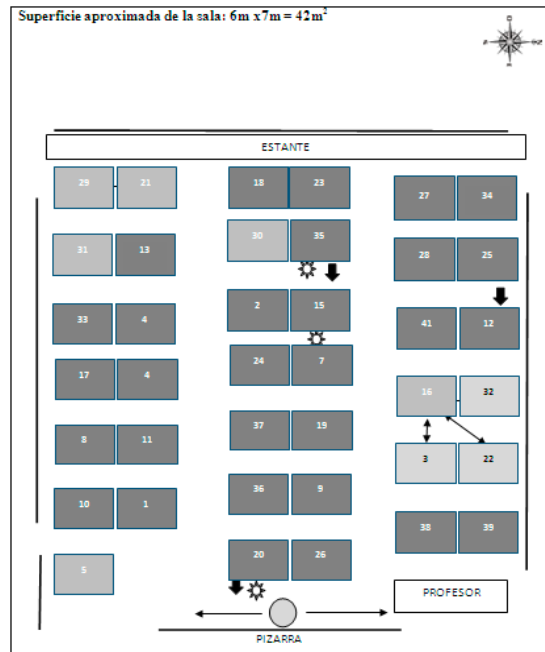 Superficie aproximada de la sala: 6m x7m = 42m²
ESTANTE
29 21 18 23 27 34
31 13 30 35 28 25
33 4 2 15 41 12
17 4 24 7 16 32
8 11 37 19 3 22
10 1 36 9 38 39
5 20 26
PROFESOR
PIZARRA